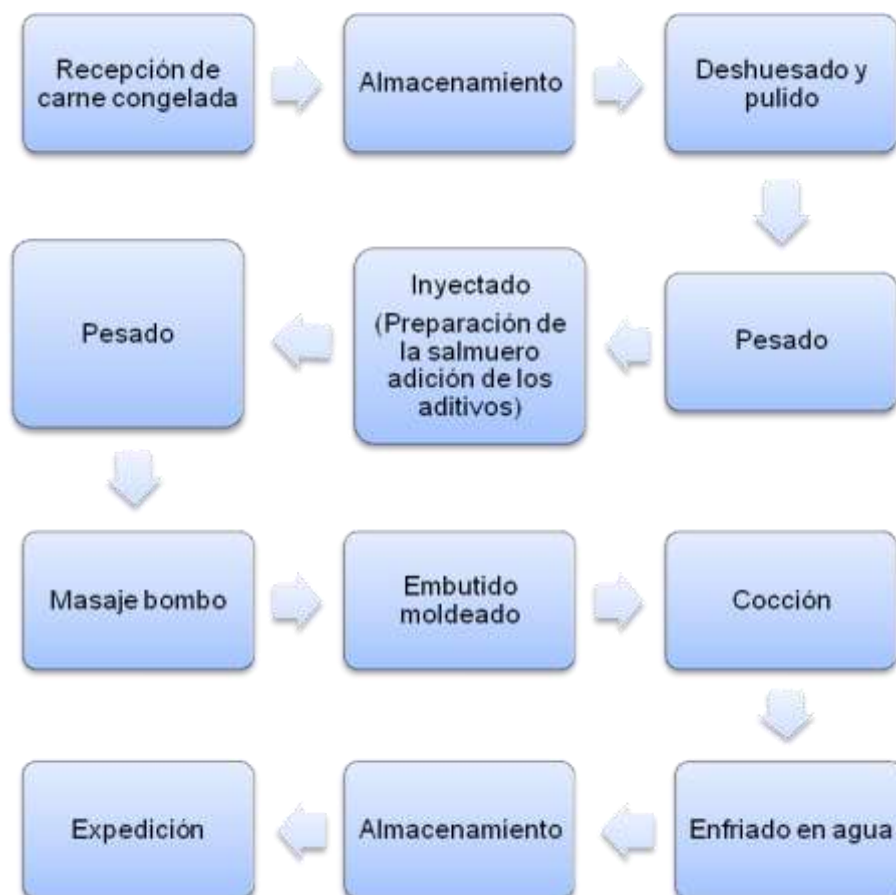 Recepción de
carne congelada
Almacenamiento
Deshuesado y
pulido
Pesado
Inyectado
(Preparación de
la salmuero
adición de los
aditivos)
Pesado
Masaje bombo
Embutido
moldeado
Cocción
Enfriado en agua
Almacenamiento
Expedición